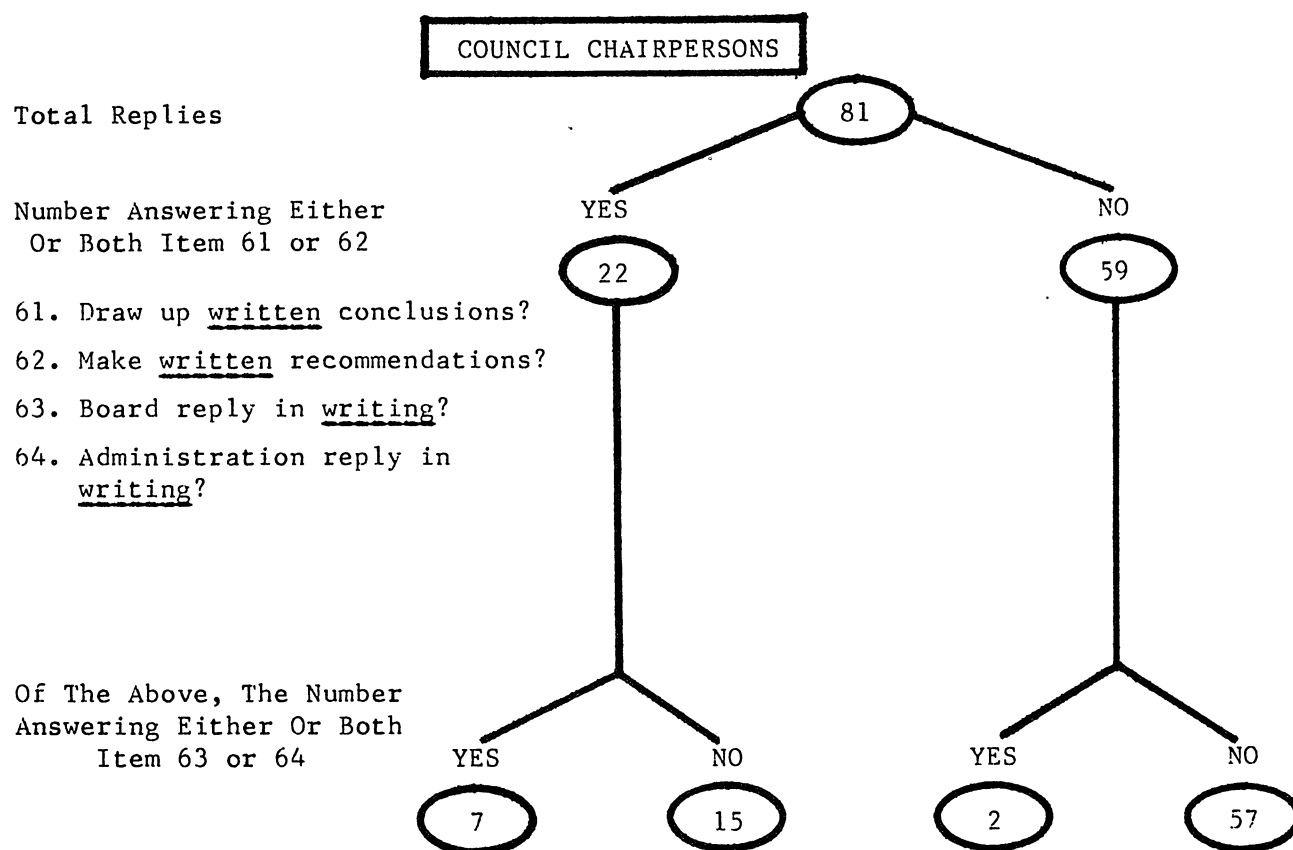 COUNCIL CHAIRPERSONS
Total Replies
81
Number Answering Either
Or Both Item 61 or 62
YES
NO
22
59
61. Draw up written conclusions?
62. Make written recommendations?
63. Board reply in writing?
64. Administration reply in
writing?
Of The Above, The Number
Answering Either Or Both
Item 63 or 64
YES
NO
YES
NO
7
15
2
57